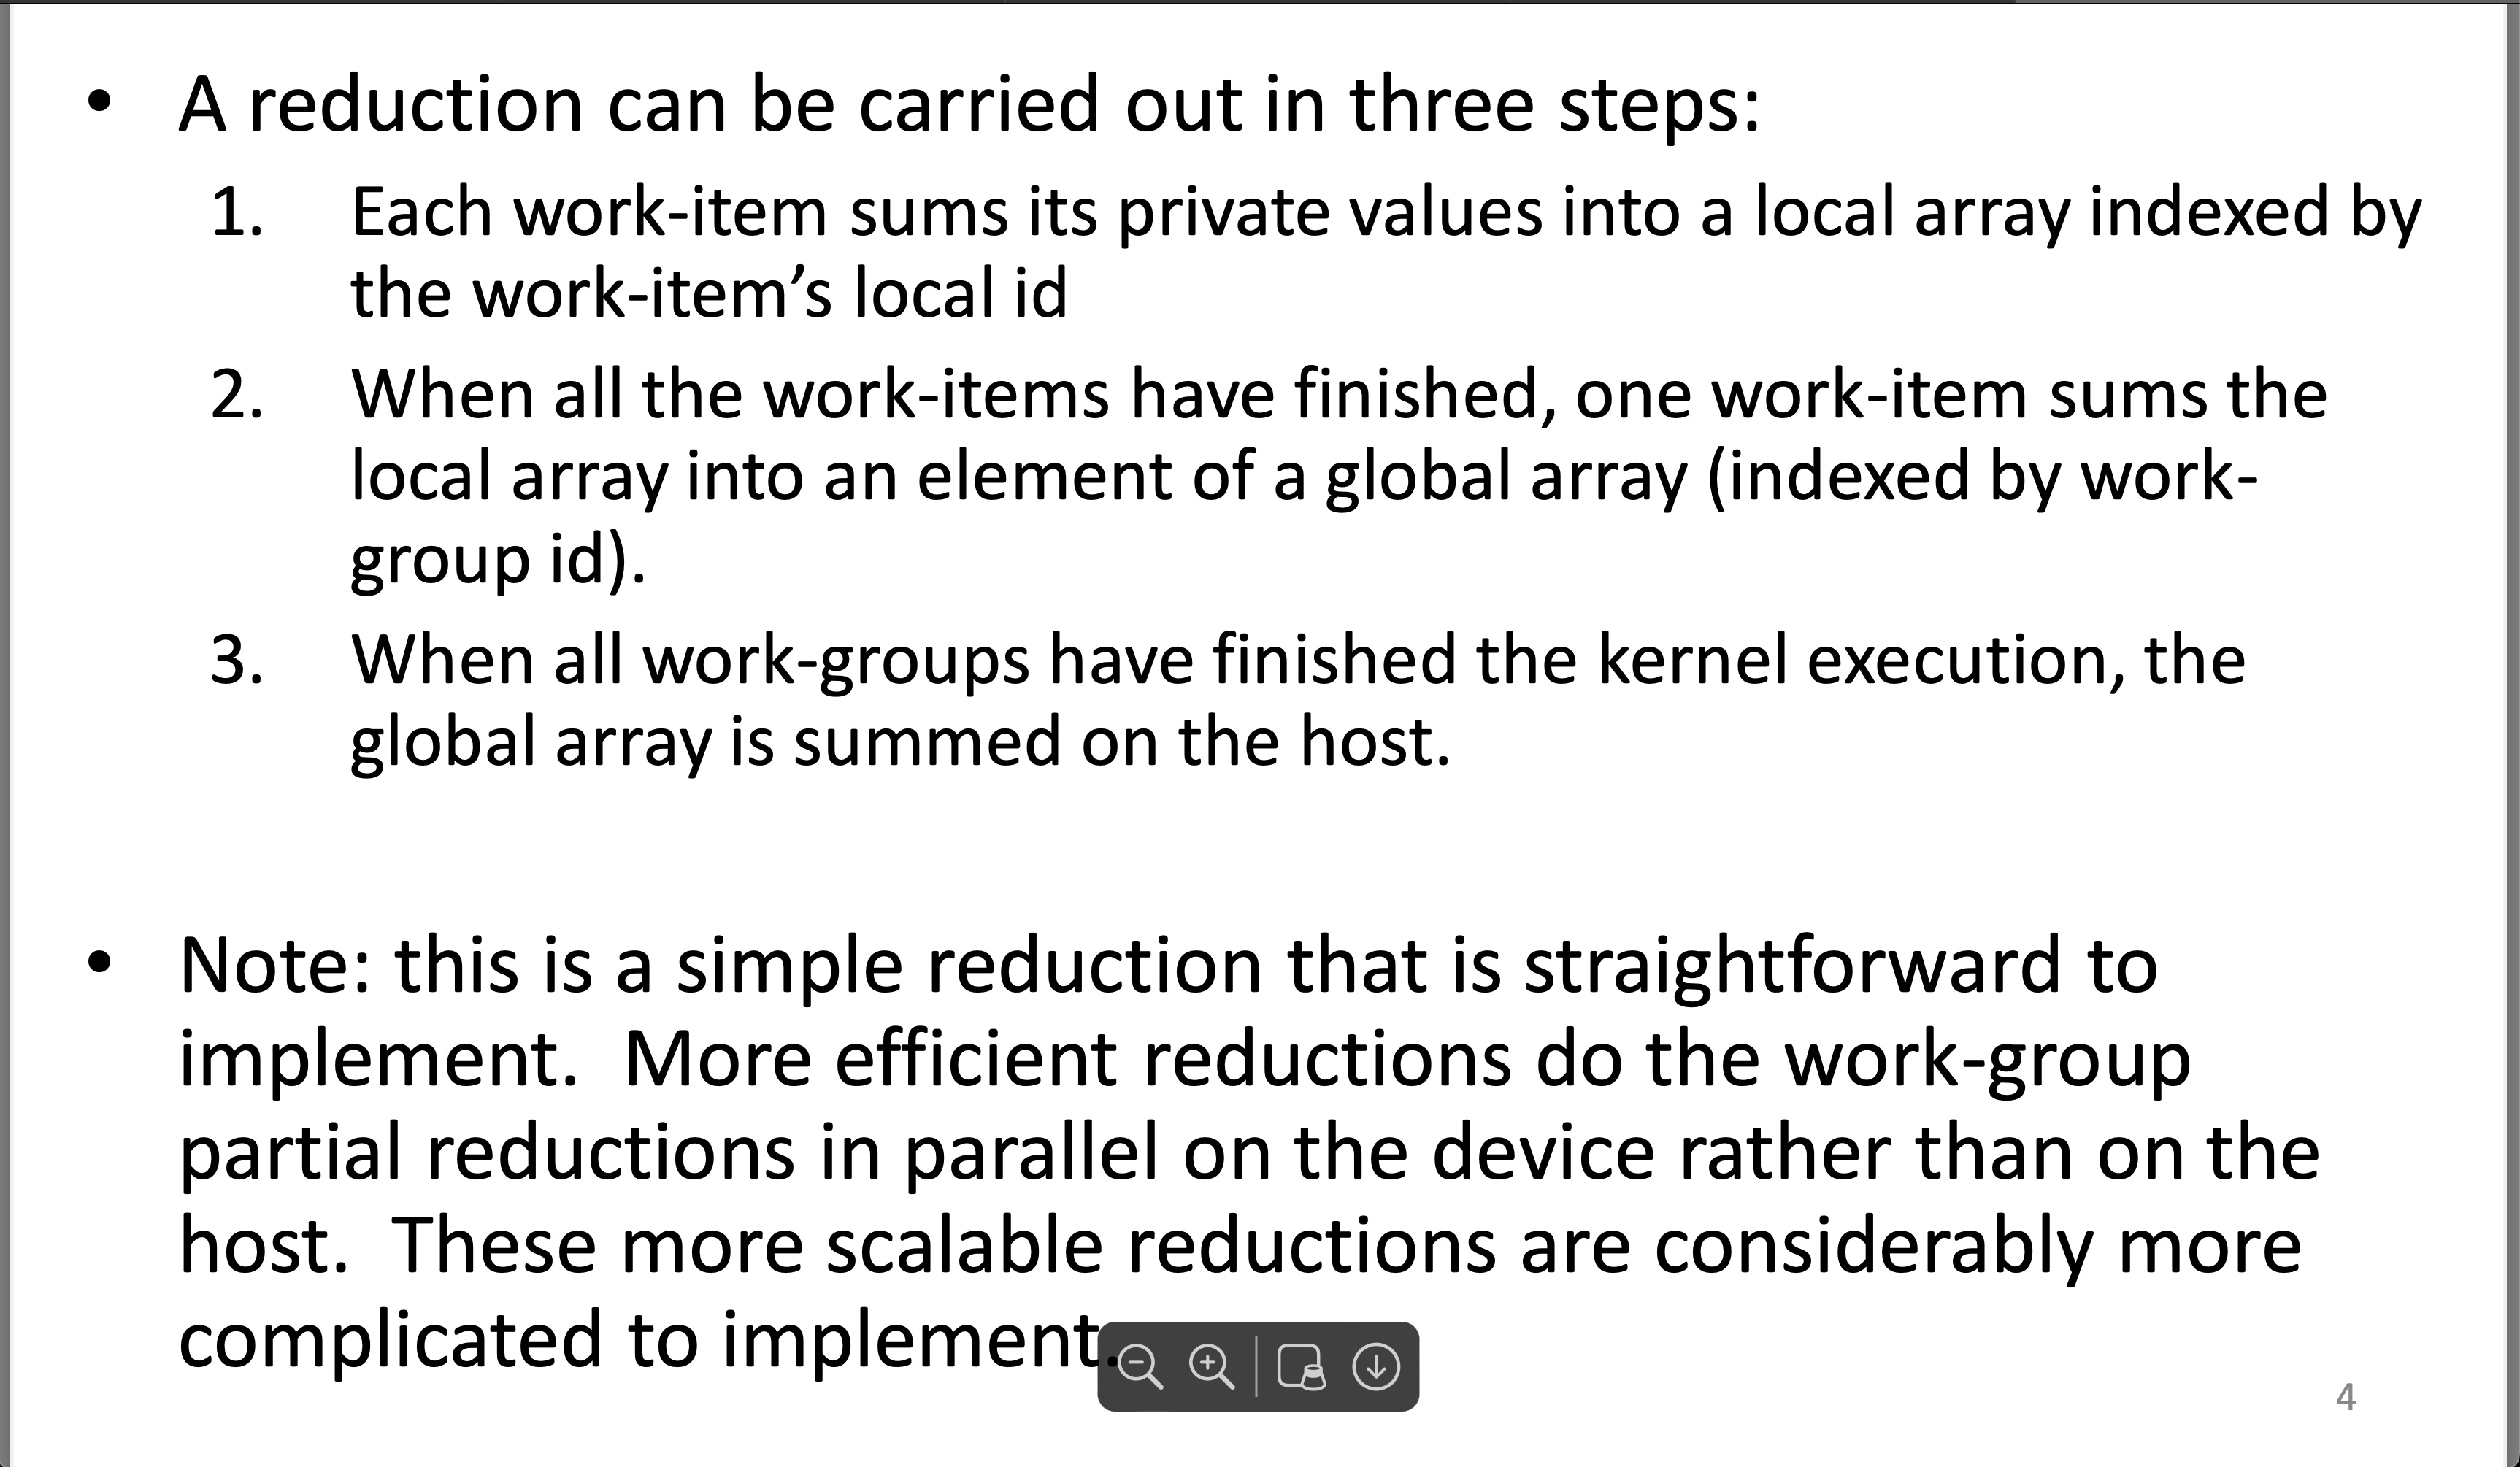 • A reduction can be carried out in three steps:
1. Each work-item sums its private values into a local array indexed by
the work-item’s local id
2. When all the work-items have finished, one work-item sums the
local array into an element of a global array (indexed by work-
group id).
3. When all work-groups have finished the kernel execution, the
global array is summed on the host.
• Note: this is a simple reduction that is straightforward to
implement.  More efficient reductions do the work-group
partial reductions in parallel on the device rather than on the
host.  These more scalable reductions are considerably more
complicated to implement.
4